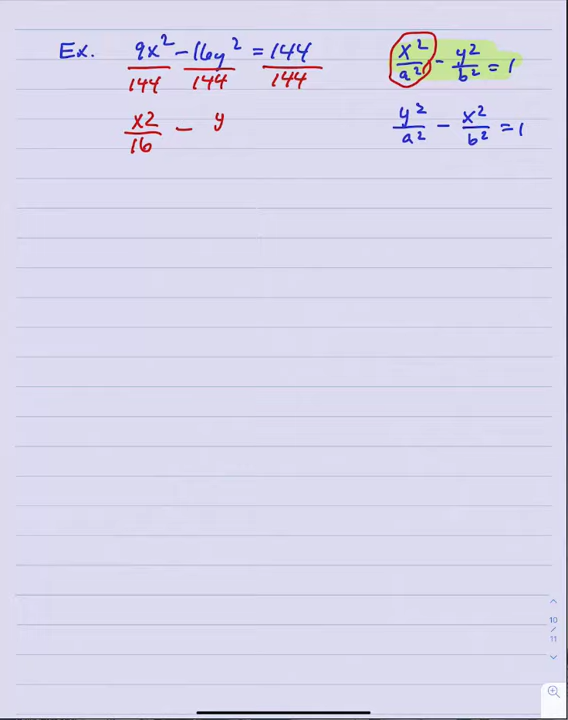 Ex. 9x² - 16y² = 144
144 144 144
x2/16 - y
x²/a² - y²/b² = 1
y²/a² - x²/b² = 1
10
/
11